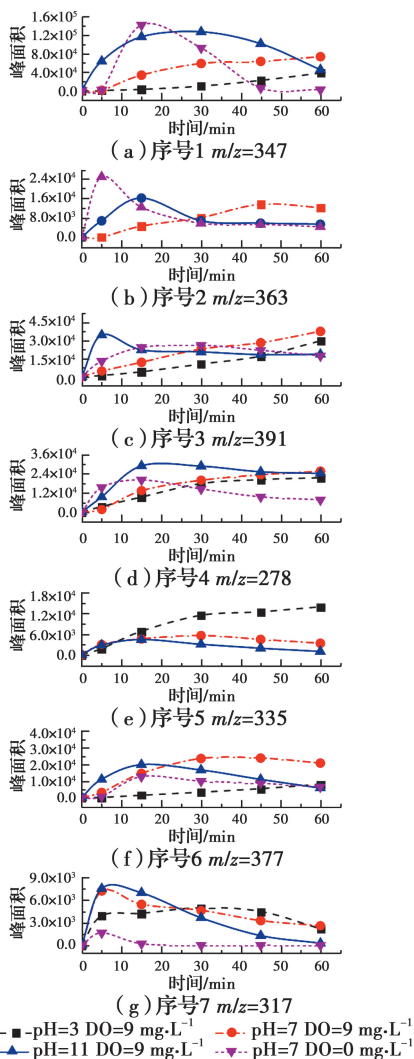 1.6×10⁵
1.2×10⁵
8.0×10⁴
4.0×10⁴
0.0
峰面积
0 10 20 30 40 50 60
时间/min
(a)序号1 m/z=347
2.4×10⁴
1.6×10⁴
8.0×10³
0.0
峰面积
0 10 20 30 40 50 60
时间/min
(b)序号2 m/z=363
4.5×10⁴
3.0×10⁴
1.5×10⁴
0.0
峰面积
0 10 20 30 40 50 60
时间/min
(c)序号3 m/z=391
3.6×10⁴
2.4×10⁴
1.2×10⁴
0.0
峰面积
0 10 20 30 40 50 60
时间/min
(d)序号4 m/z=278
1.8×10⁴
1.2×10⁴
6.0×10³
0.0
峰面积
0 10 20 30 40 50 60
时间/min
(e)序号5 m/z=335
4.0×10⁴
3.0×10⁴
2.0×10⁴
1.0×10⁴
0.0
峰面积
0 10 20 30 40 50 60
时间/min
(f)序号6 m/z=377
9.0×10³
6.0×10³
3.0×10³
0.0
峰面积
0 10 20 30 40 50 60
时间/min
(g)序号7 m/z=317
pH=3 DO=9 mg·L⁻¹ pH=7 DO=9 mg·L⁻¹
pH=11 DO=9 mg·L⁻¹ pH=7 DO=0 mg·L⁻¹